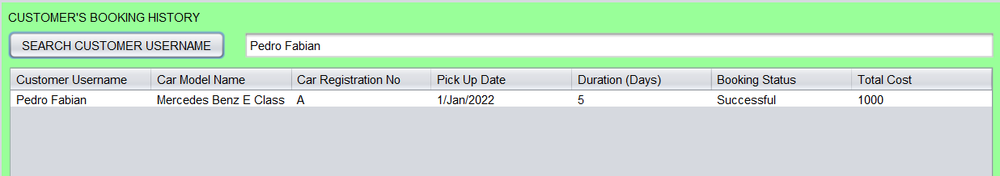 CUSTOMER'S BOOKING HISTORY
SEARCH CUSTOMER USERNAME Pedro Fabian
Customer Username Car Model Name Car Registration No Pick Up Date Duration (Days) Booking Status Total Cost
Pedro Fabian Mercedes Benz E Class A 1/Jan/2022 5 Successful 1000